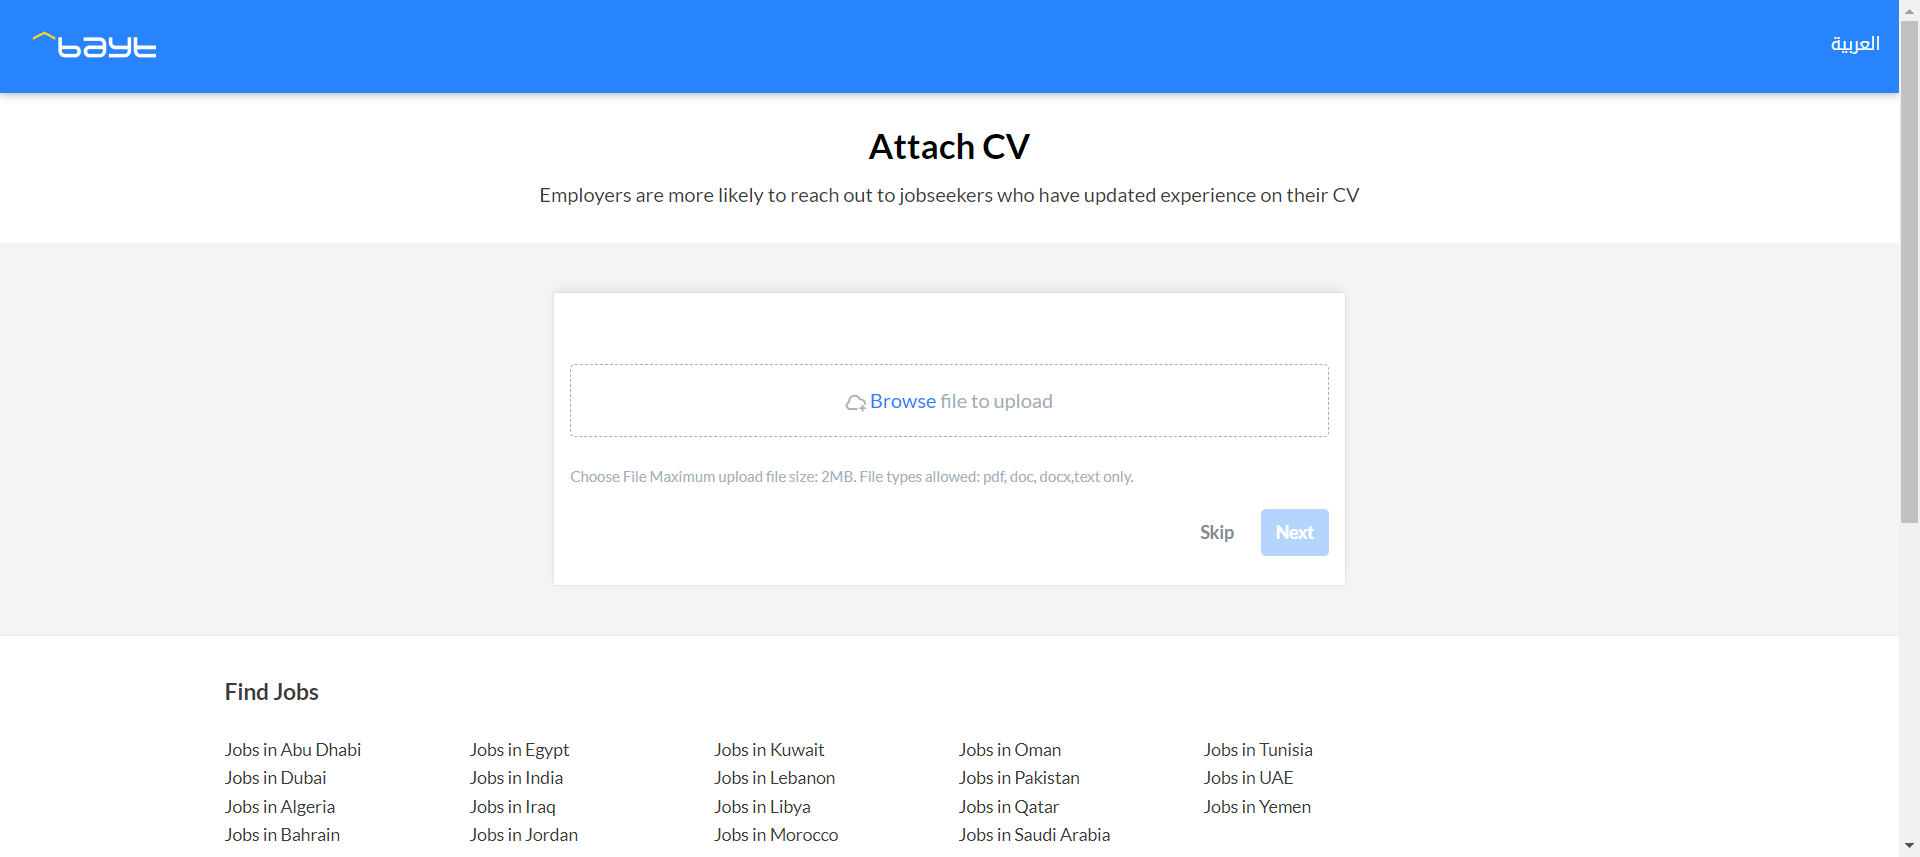 bayt
العربية
Attach CV
Employers are more likely to reach out to jobseekers who have updated experience on their CV
Browse file to upload
Choose File Maximum upload file size: 2MB. File types allowed: pdf, doc, docx,text only.
Skip
Next
Find Jobs
Jobs in Abu Dhabi
Jobs in Dubai
Jobs in Algeria
Jobs in Bahrain
Jobs in Egypt
Jobs in India
Jobs in Iraq
Jobs in Jordan
Jobs in Kuwait
Jobs in Lebanon
Jobs in Libya
Jobs in Morocco
Jobs in Oman
Jobs in Pakistan
Jobs in Qatar
Jobs in Saudi Arabia
Jobs in Tunisia
Jobs in UAE
Jobs in Yemen